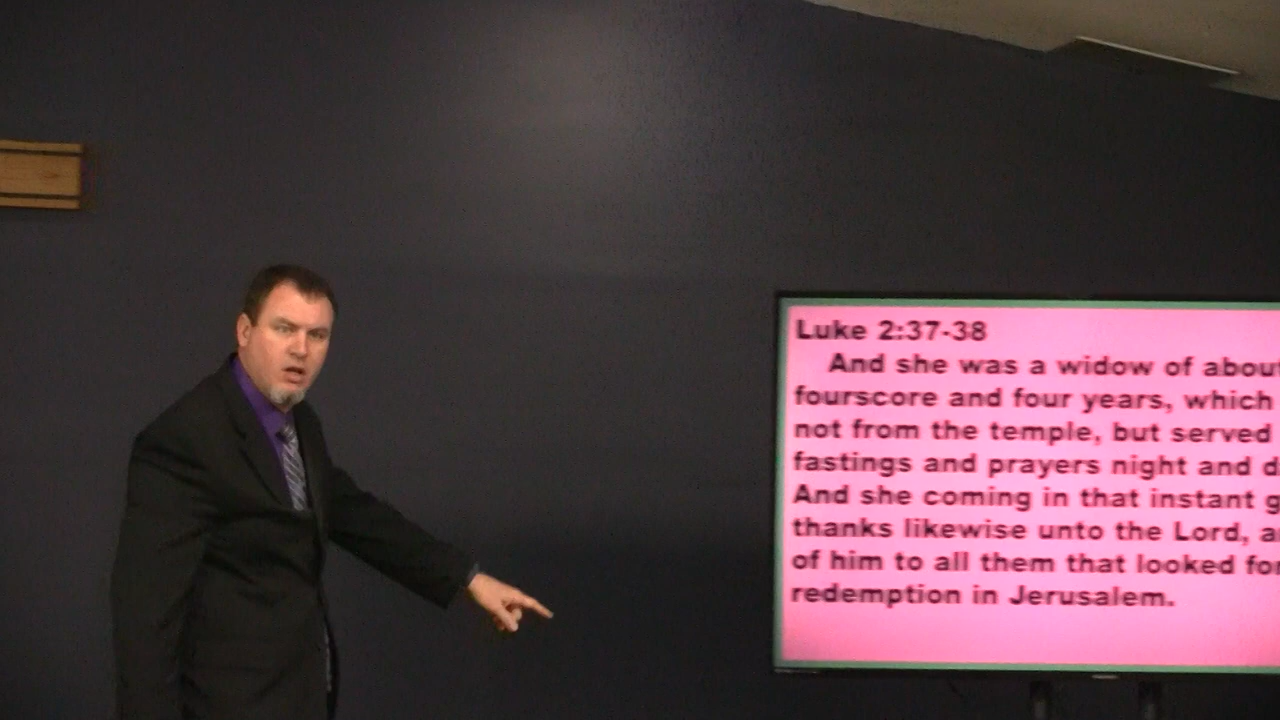 Luke 2:37-38
And she was a widow of about
fourscore and four years, which
not from the temple, but served
fastings and prayers night and
And she coming in that instant
thanks likewise unto the Lord,
of him to all them that looked for
redemption in Jerusalem.